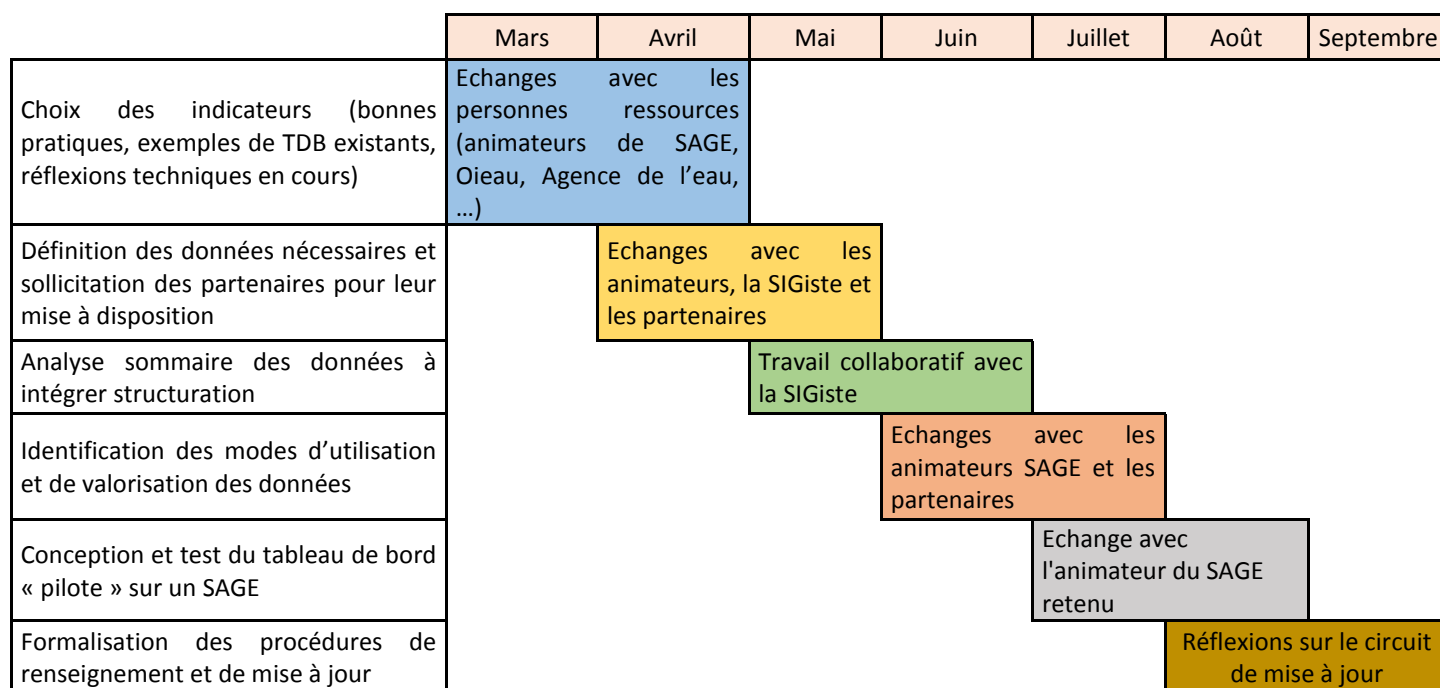 Mars Avril Mai Juin Juillet Août Septembre
Choix des indicateurs (bonnes
pratiques, exemples de TDB existants,
réflexions techniques en cours)
Echanges avec les
personnes ressources
(animateurs de SAGE,
Oieau, Agence de l’eau,
…)
Définition des données nécessaires et
sollicitation des partenaires pour leur
mise à disposition
Echanges avec les
animateurs, la SIGiste et
les partenaires
Analyse sommaire des données à
intégrer structuration
Travail collaboratif avec
la SIGiste
Identification des modes d’utilisation
et de valorisation des données
Echanges avec les
animateurs SAGE et les
partenaires
Conception et test du tableau de bord
« pilote » sur un SAGE
Echange avec
l'animateur du SAGE
retenu
Formalisation des procédures de
renseignement et de mise à jour
Réflexions sur le circuit
de mise à jour